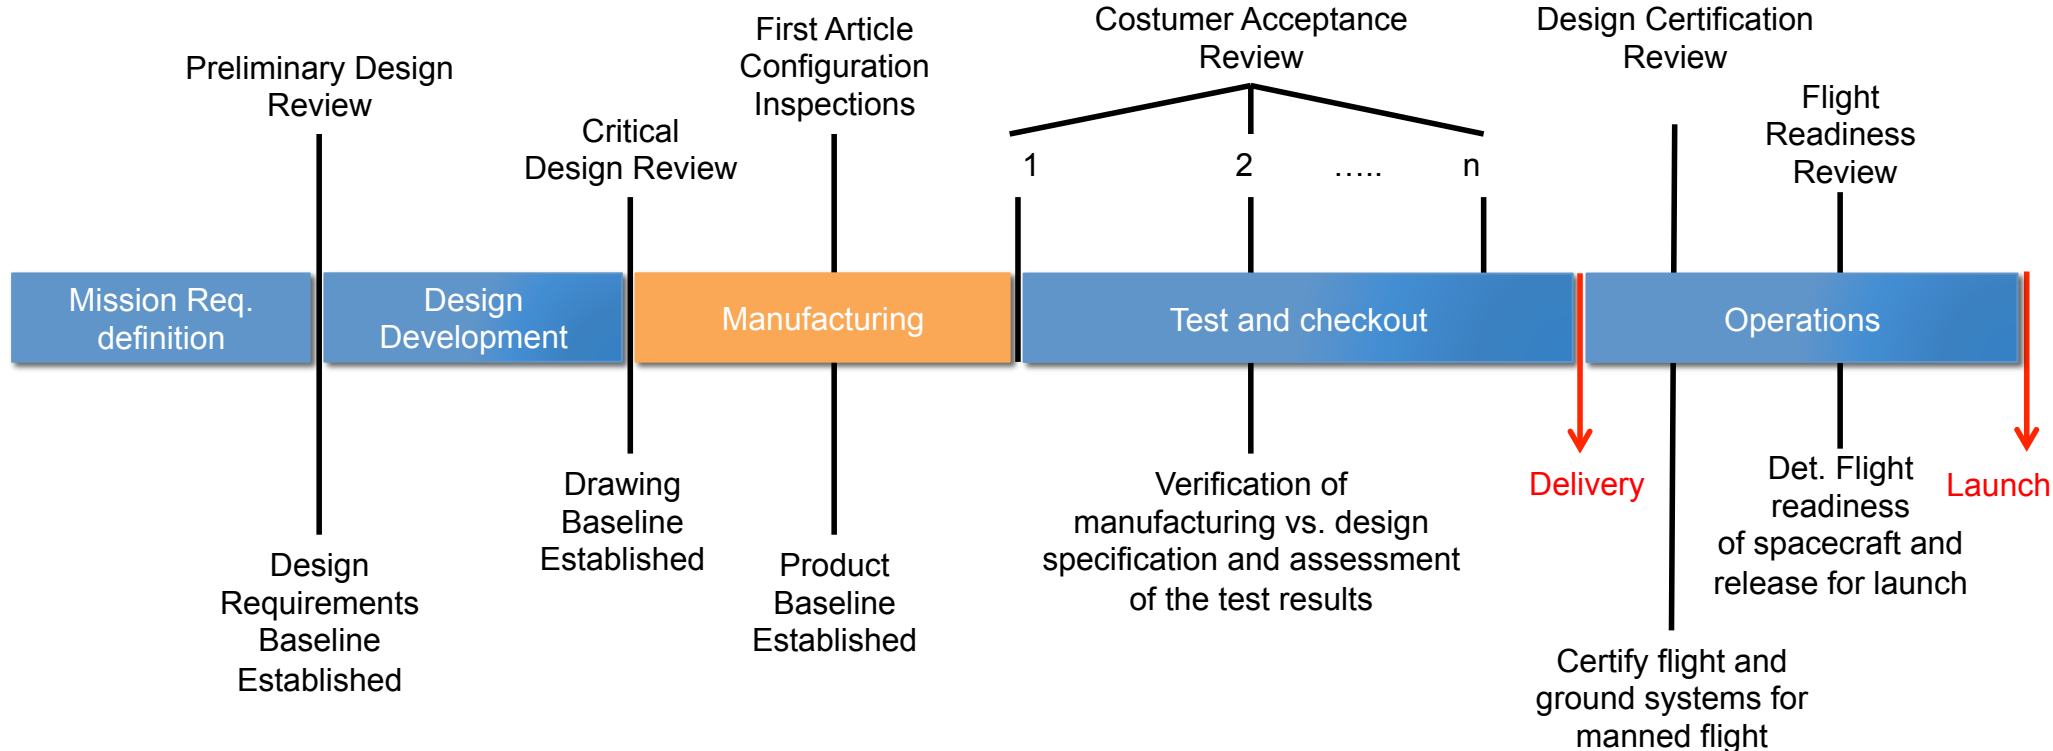 Preliminary Design
Review
Critical
Design Review
First Article
Configuration
Inspections
Costumer Acceptance
Review
1
2
.....
n
Design Certification
Review
Flight
Readiness
Review
Mission Req.
definition
Design
Development
Manufacturing
Test and checkout
Operations
Design
Requirements
Baseline
Established
Drawing
Baseline
Established
Product
Baseline
Established
Verification of
manufacturing vs. design
specification and assessment
of the test results
Delivery
Certify flight and
ground systems for
manned flight
Det. Flight
readiness
of spacecraft and
release for launch
Launch